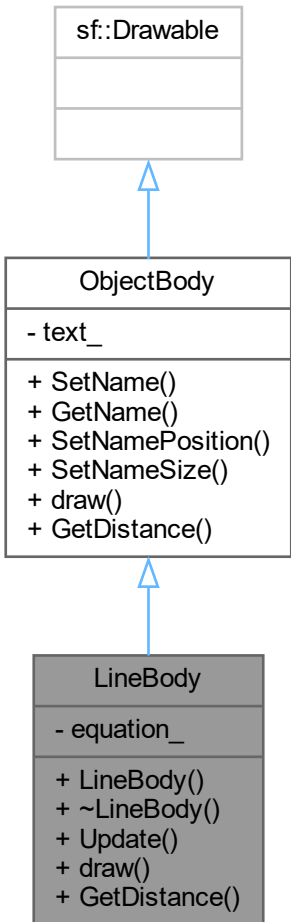 sf::Drawable
ObjectBody
- text_
+ SetName()
+ GetName()
+ SetNamePosition()
+ SetNameSize()
+ draw()
+ GetDistance()
LineBody
- equation_
+ LineBody()
+ ~LineBody()
+ Update()
+ draw()
+ GetDistance()